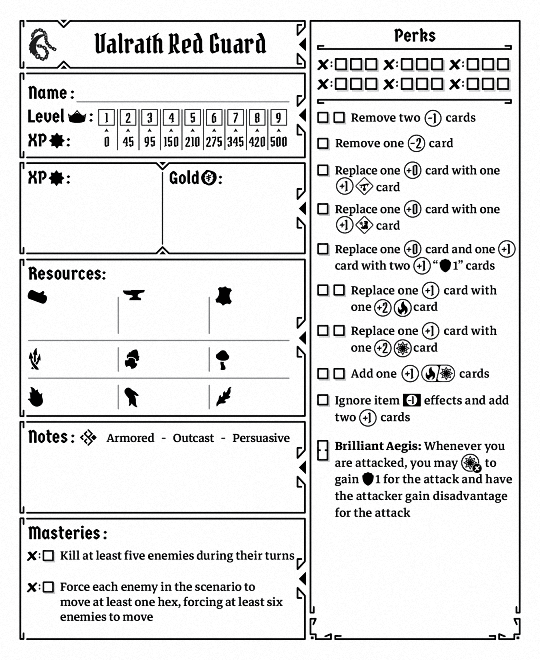 Valrath Red Guard
Name:
Level : 1 2 3 4 5 6 7 8 9
XP : 0 45 95 150 210 275 345 420 500
XP : Gold :
Resources:
Notes: Armored - Outcast - Persuasive
Masteries:
✗: Kill at least five enemies during their turns
✗: Force each enemy in the scenario to
move at least one hex, forcing at least six
enemies to move
Perks
✗: ✗: ✗:
✗: ✗: ✗:
Remove two -1 cards
Remove one -2 card
Replace one +0 card with one
+1 card
Replace one +0 card with one
+1 card
Replace one +0 card and one +1
card with two +1 “ 1” cards
Replace one +1 card with
one +2 card
Replace one +1 card with
one +2 card
Add one +1 / cards
Ignore item -1 effects and add
two +1 cards
Brilliant Aegis: Whenever you
are attacked, you may to
gain 1 for the attack and have
the attacker gain disadvantage
for the attack